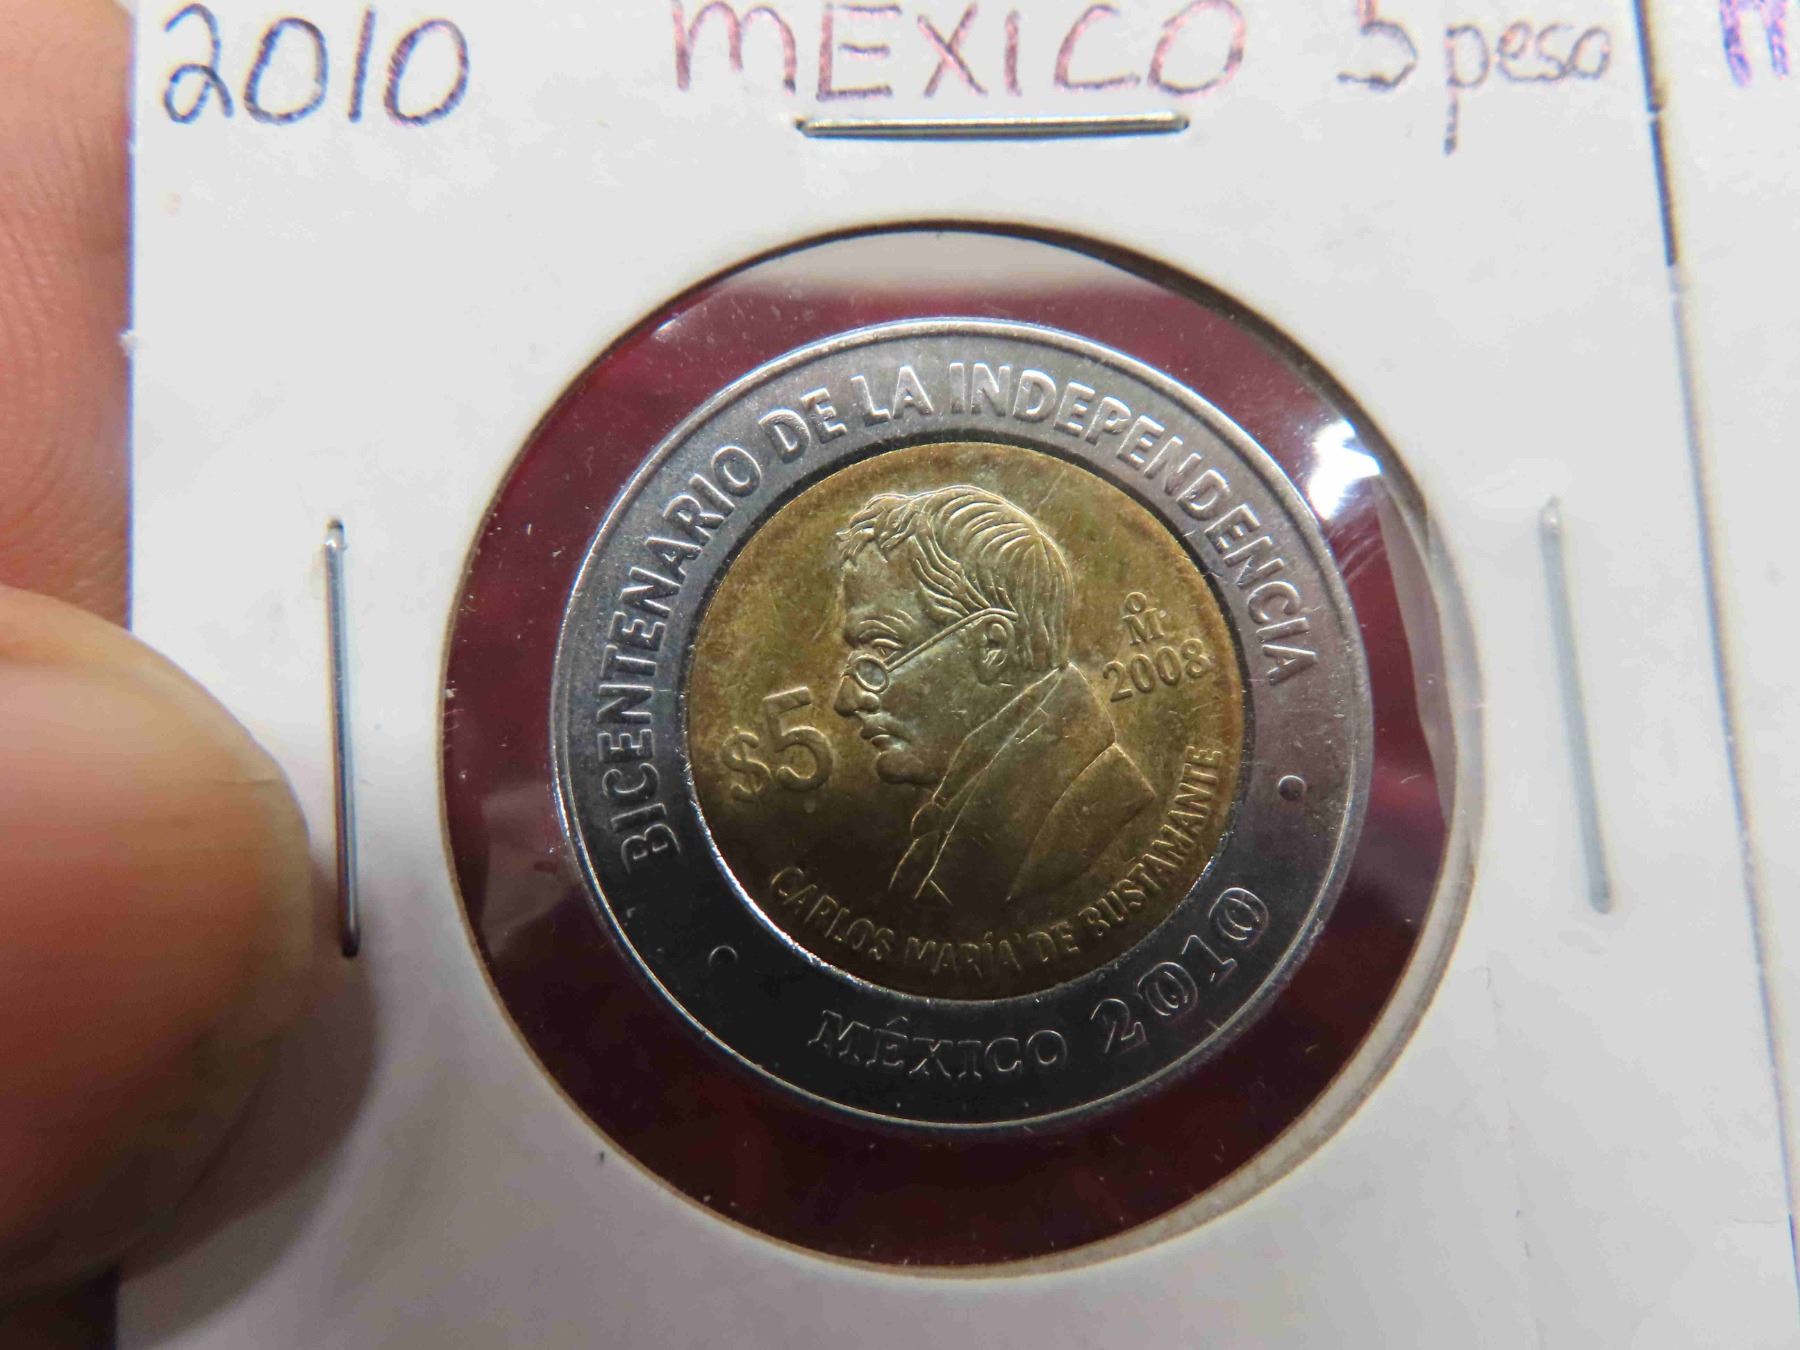 2010 MEXICO 5 peso
BICENTENARIO DE LA INDEPENDENCIA
M°
2008
$5
CARLOS MARÍA DE BUSTAMANTE
MÉXICO 2010